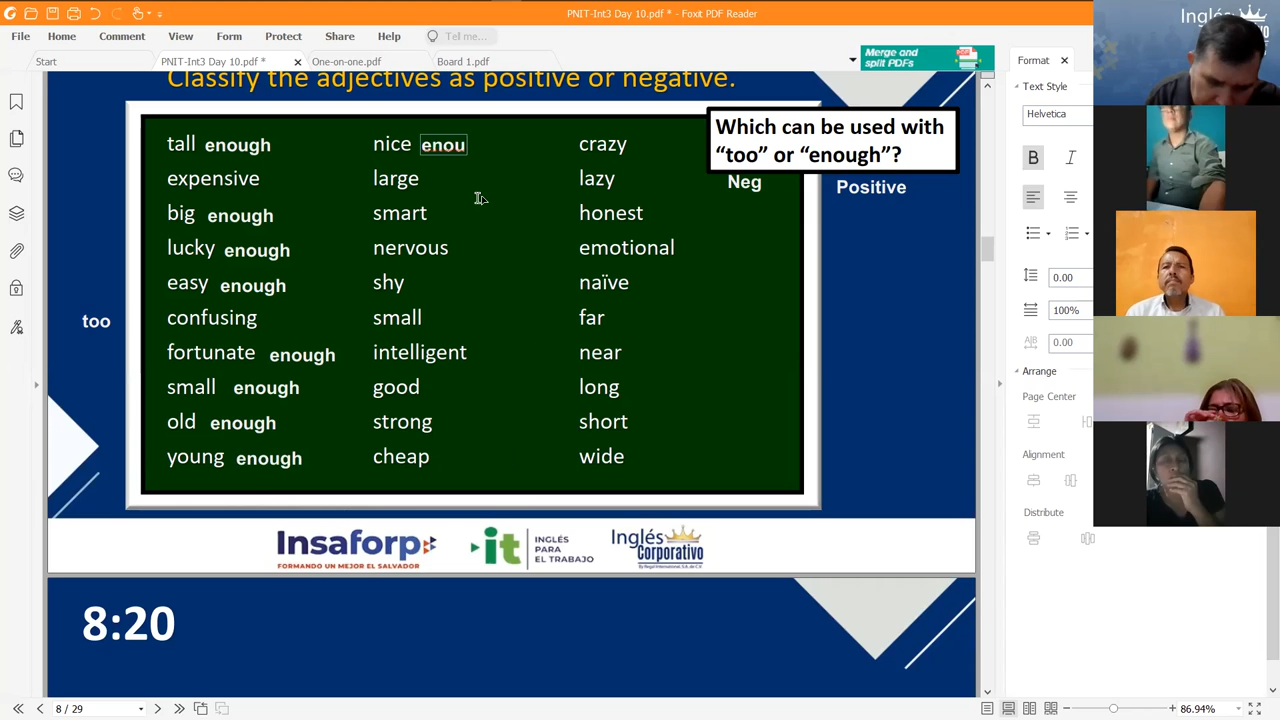 PNIT-Int3 Day 10.pdf * - Foxit PDF Reader
File Home Comment View Form Protect Share Help Tell me...
Start PNIT-Int3 Day 10.pdf * One-on-one.pdf Board 1.pdf
Merge and
split PDFs
Classify the adjectives as positive or negative.
Which can be used with
"too" or "enough"?
Neg Positive
tall enough nice enou crazy
expensive large lazy
big enough smart honest
lucky enough nervous emotional
easy enough shy naïve
too
confusing small far
fortunate enough intelligent near
small enough good long
old enough strong short
young enough cheap wide
Insaforp
FORMANDO UN MEJOR EL SALVADOR
it
INGLÉS
PARA
EL TRABAJO
Inglés
Corporativo
By Regal International, S.A. de C.V.
8:20
Format
Text Style
Helvetica
B I
0.00
100%
0.00
Arrange
Page Center
Alignment
Distribute
Inglés
8 / 29
86.94%